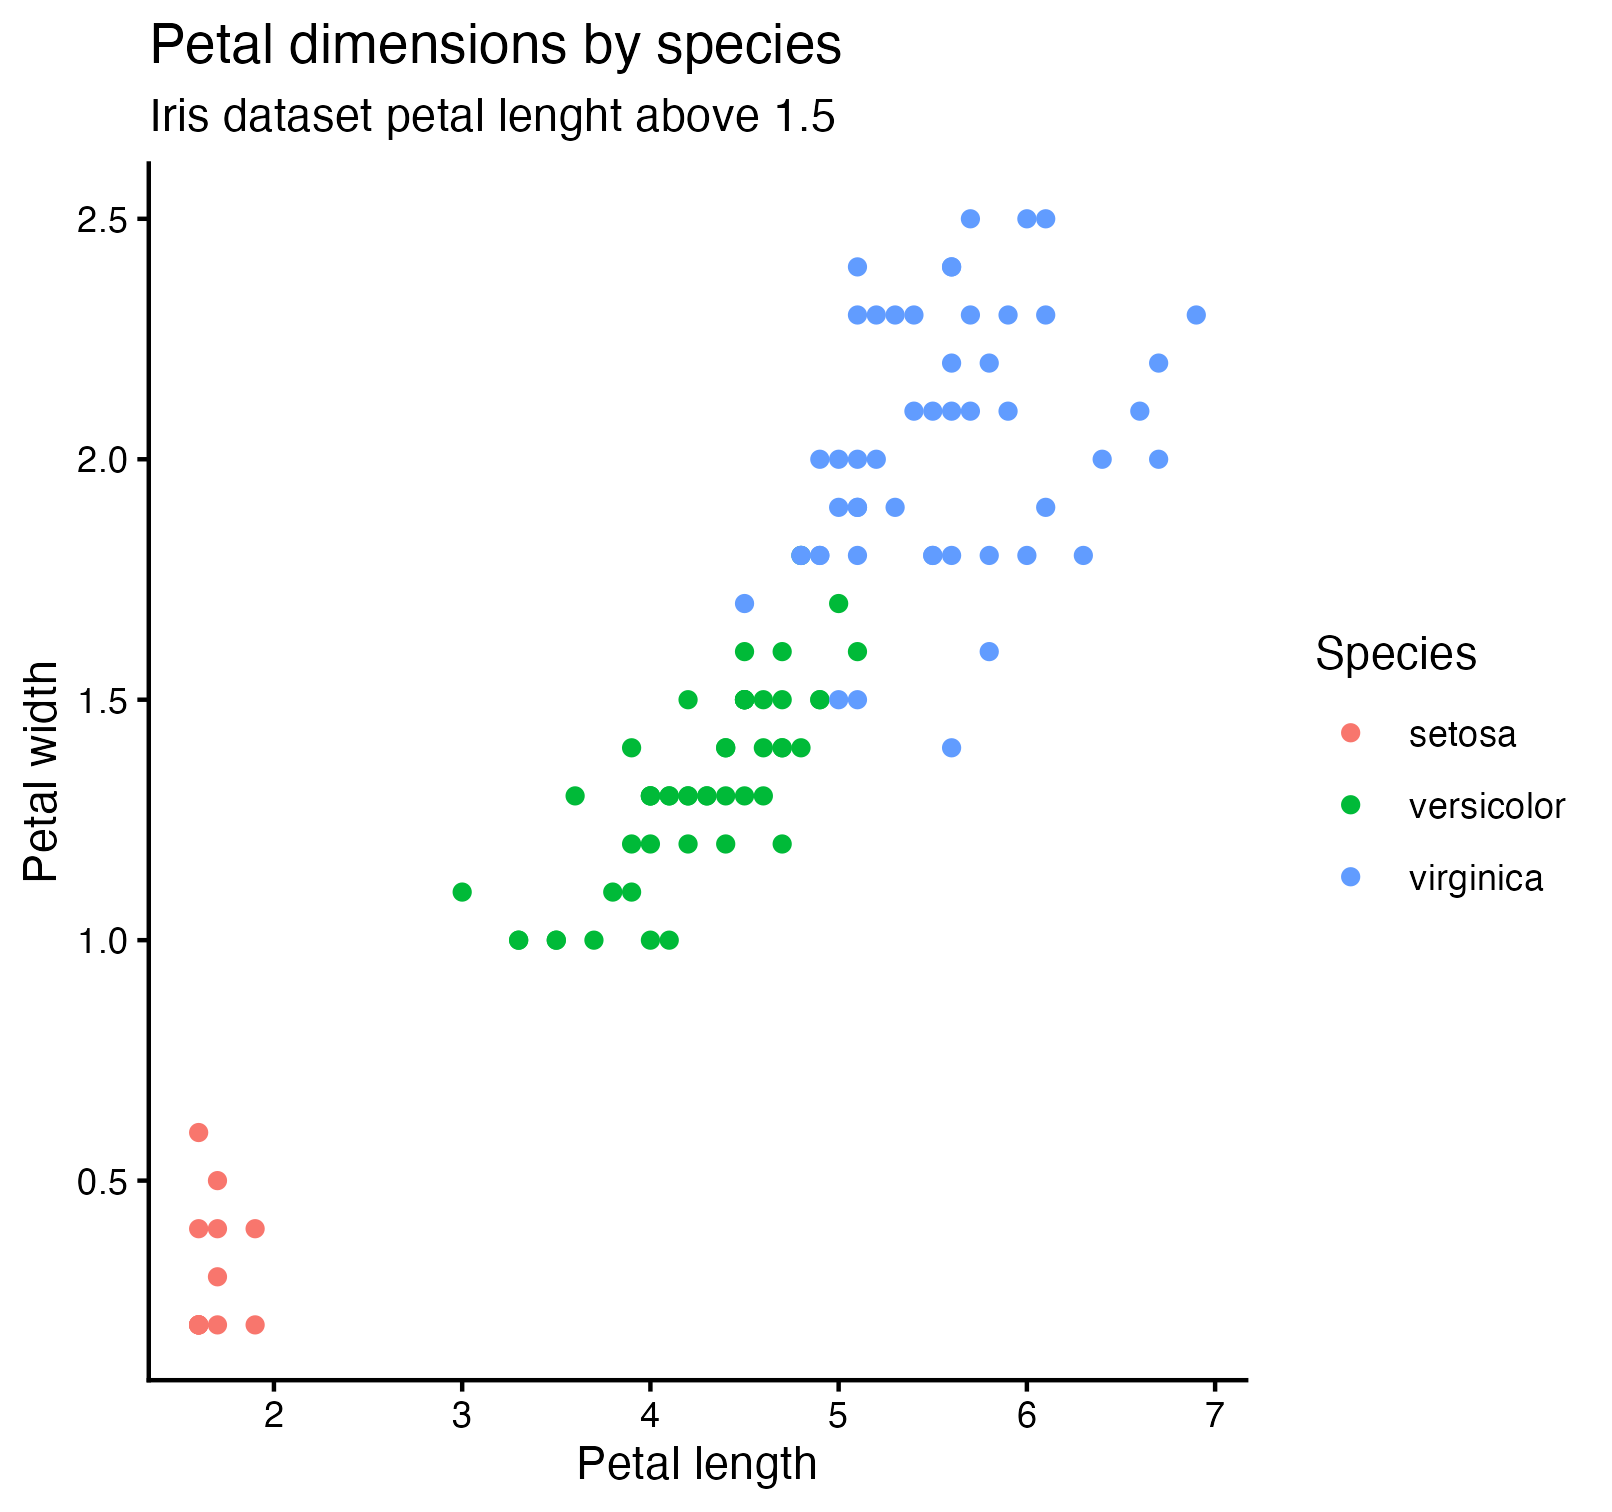 Petal dimensions by species
Iris dataset petal lenght above 1.5
2.5
2.0
1.5
1.0
0.5
Petal width
2
3
4
5
6
7
Petal length
Species
setosa
versicolor
virginica